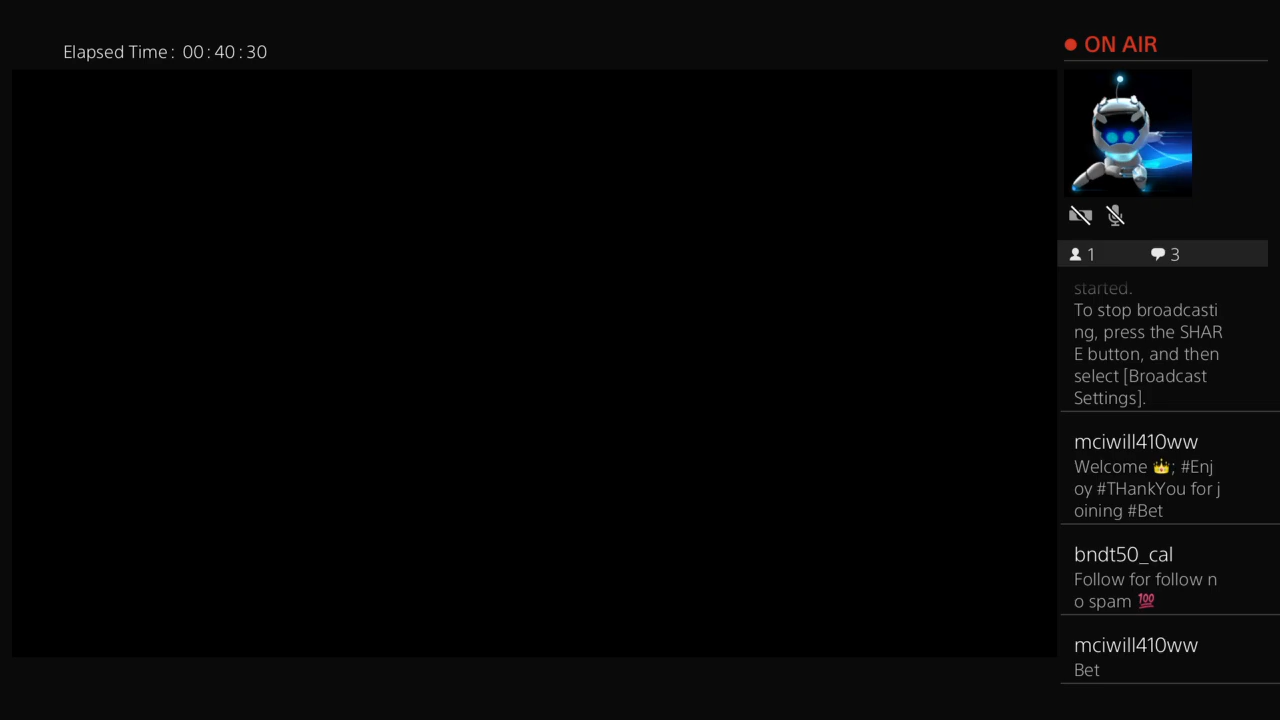 Elapsed Time: 00:40:30
ON AIR
1 3
started.
To stop broadcasti
ng, press the SHAR
E button, and then
select [Broadcast
Settings].
mciwill410ww
Welcome 👑; #Enj
oy #THankYou for j
oining #Bet
bndt50_cal
Follow for follow n
o spam 💯
mciwill410ww
Bet